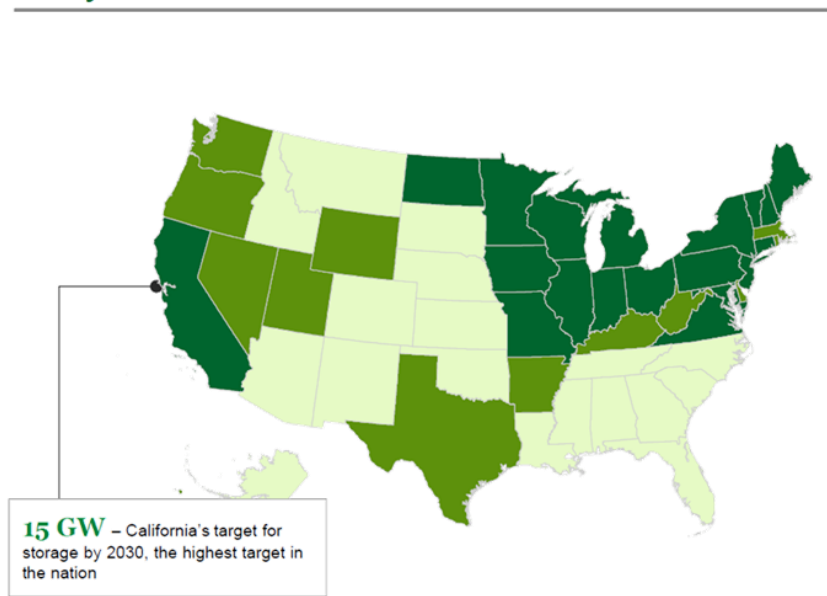 15 GW – California's target for
storage by 2030, the highest target in
the nation